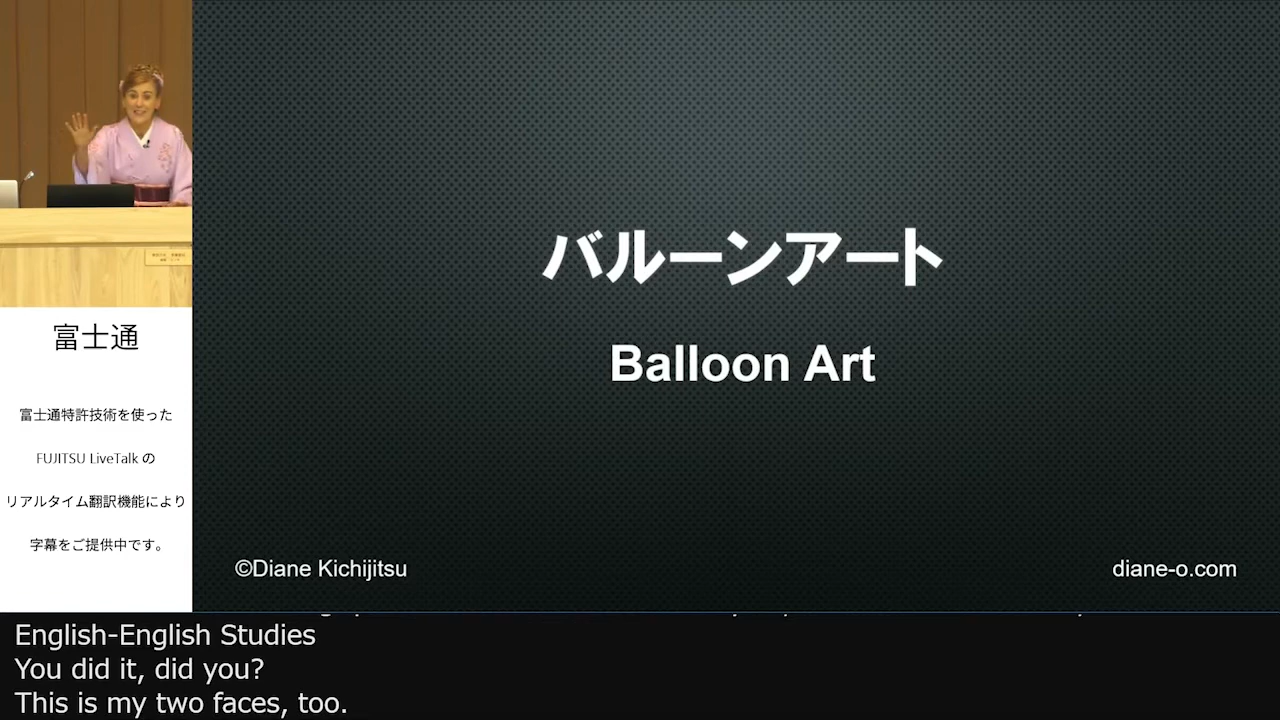 富士通
富士通特許技術を使った
FUJITSU LiveTalk の
リアルタイム翻訳機能により
字幕をご提供中です。
バルーンアート
Balloon Art
©Diane Kichijitsu
diane-o.com
English-English Studies
You did it, did you?
This is my two faces, too.